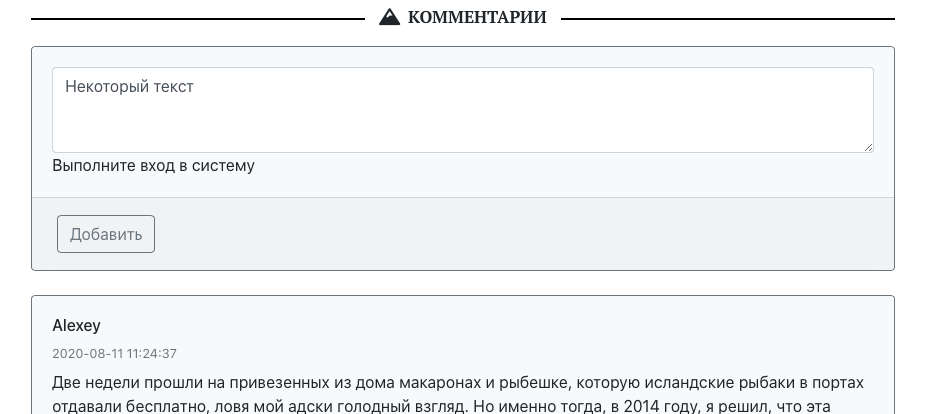 КОММЕНТАРИИ
Некоторый текст
Выполните вход в систему
Добавить
Alexey
2020-08-11 11:24:37
Две недели прошли на привезенных из дома макаронах и рыбешке, которую исландские рыбаки в портах
отдавали бесплатно, ловя мой адски голодный взгляд. Но именно тогда, в 2014 году, я решил, что эта